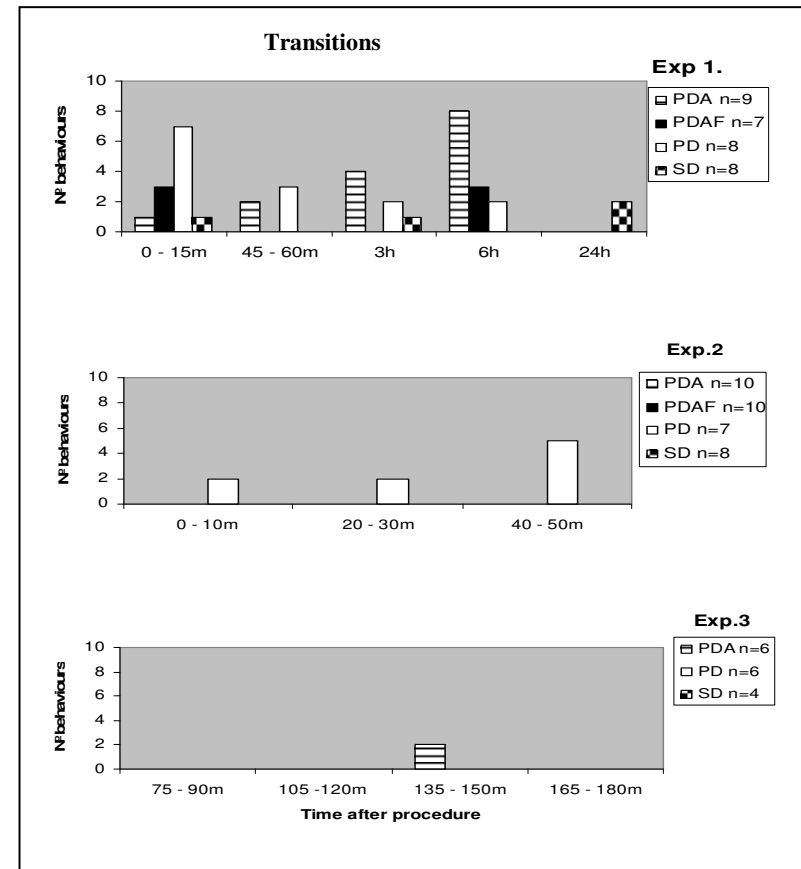 Transitions
Exp 1.
Nº behaviours
10
8
6
4
2
0
0 - 15m 45 - 60m 3h 6h 24h
PDA n=9
PDAF n=7
PD n=8
SD n=8
Exp.2
Nº behaviours
10
8
6
4
2
0
0 - 10m 20 - 30m 40 - 50m
PDA n=10
PDAF n=10
PD n=7
SD n=8
Exp.3
Nº behaviours
10
8
6
4
2
0
75 - 90m 105 -120m 135 - 150m 165 - 180m
Time after procedure
PDA n=6
PD n=6
SD n=4